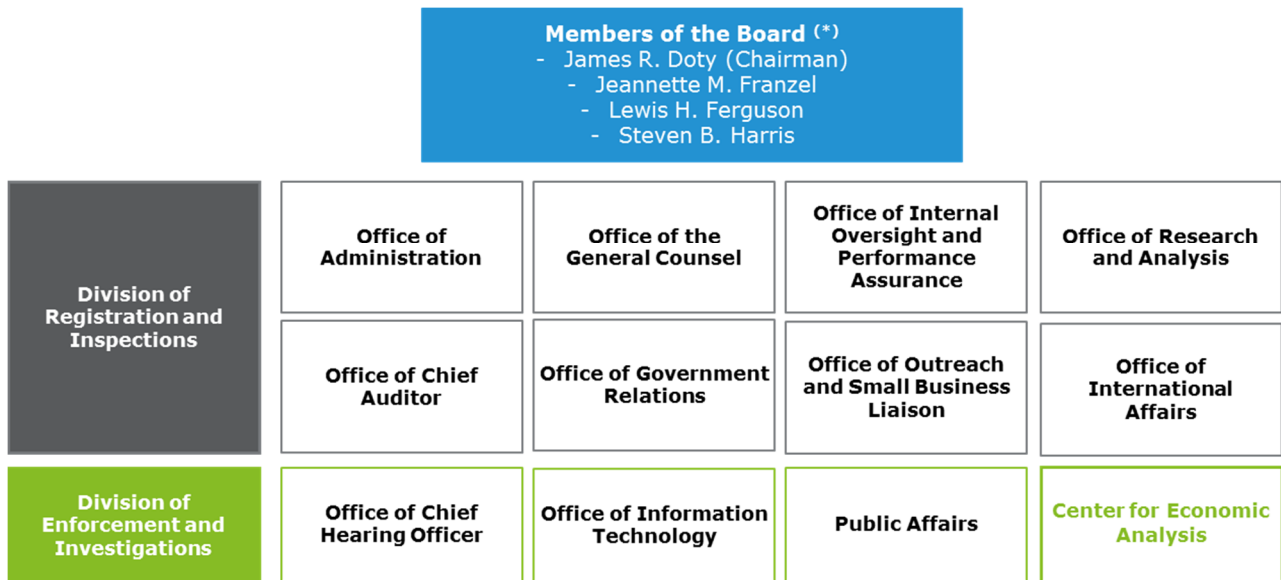 Members of the Board (*)
- James R. Doty (Chairman)
- Jeannette M. Franzel
- Lewis H. Ferguson
- Steven B. Harris
Division of
Registration and
Inspections
Office of
Administration
Office of the
General Counsel
Office of Internal
Oversight and
Performance
Assurance
Office of Research
and Analysis
Office of Chief
Auditor
Office of Government
Relations
Office of Outreach
and Small Business
Liaison
Office of
International
Affairs
Division of
Enforcement and
Investigations
Office of Chief
Hearing Officer
Office of Information
Technology
Public Affairs
Center for Economic
Analysis